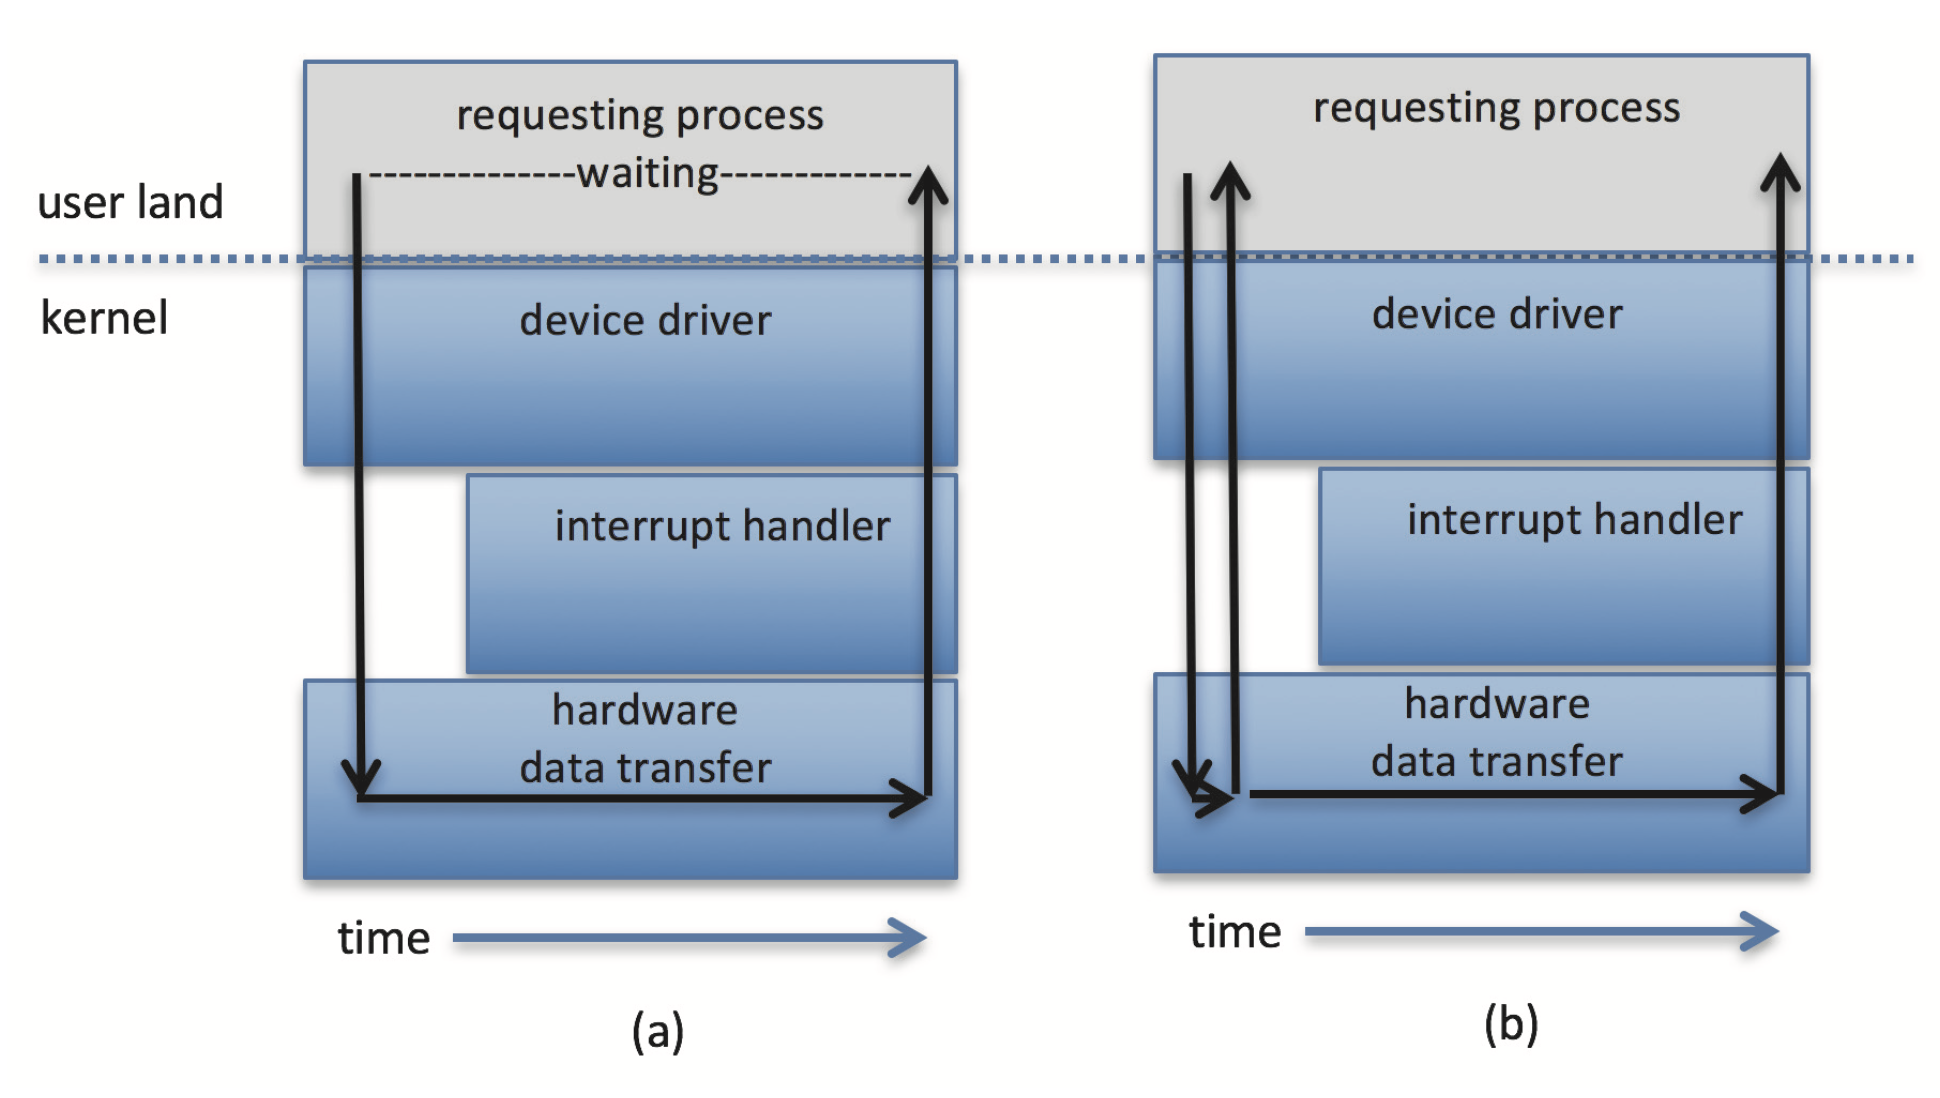 user land
kernel
requesting process
waiting
device driver
interrupt handler
hardware
data transfer
time
(a)
requesting process
device driver
interrupt handler
hardware
data transfer
time
(b)